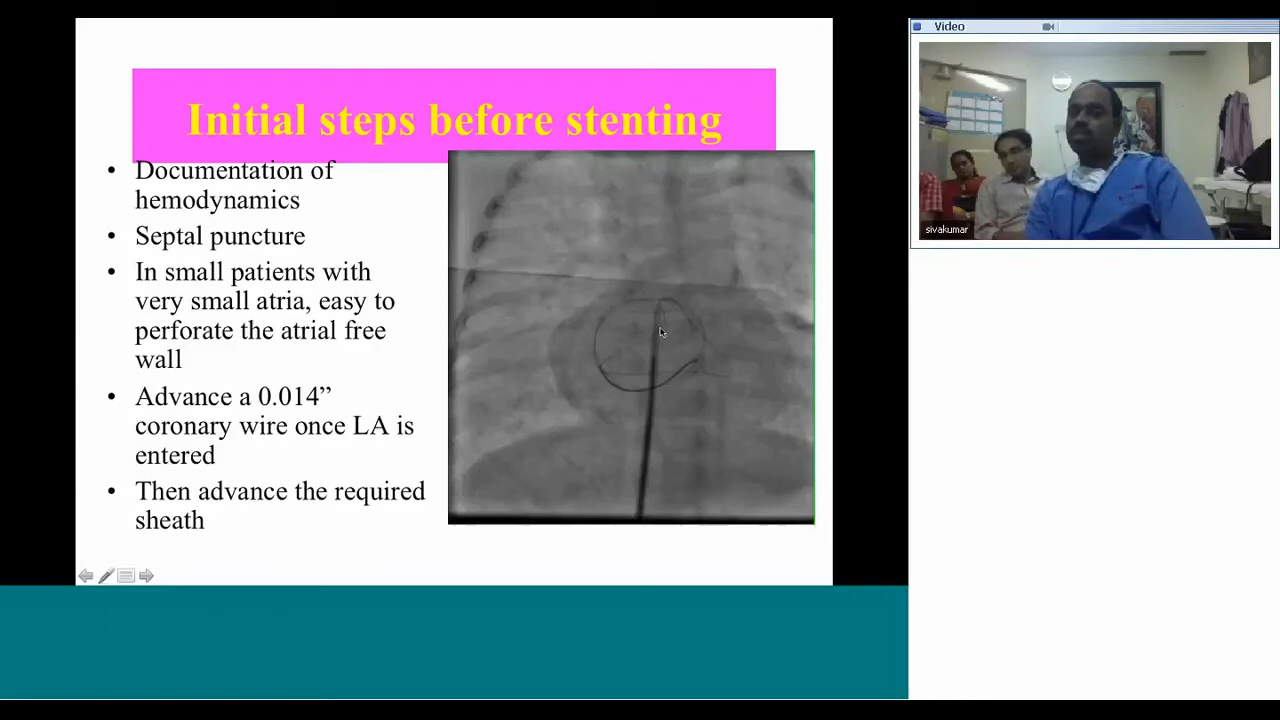 Initial steps before stenting
• Documentation of
hemodynamics
• Septal puncture
• In small patients with
very small atria, easy to
perforate the atrial free
wall
• Advance a 0.014”
coronary wire once LA is
entered
• Then advance the required
sheath
Video
sivakumar